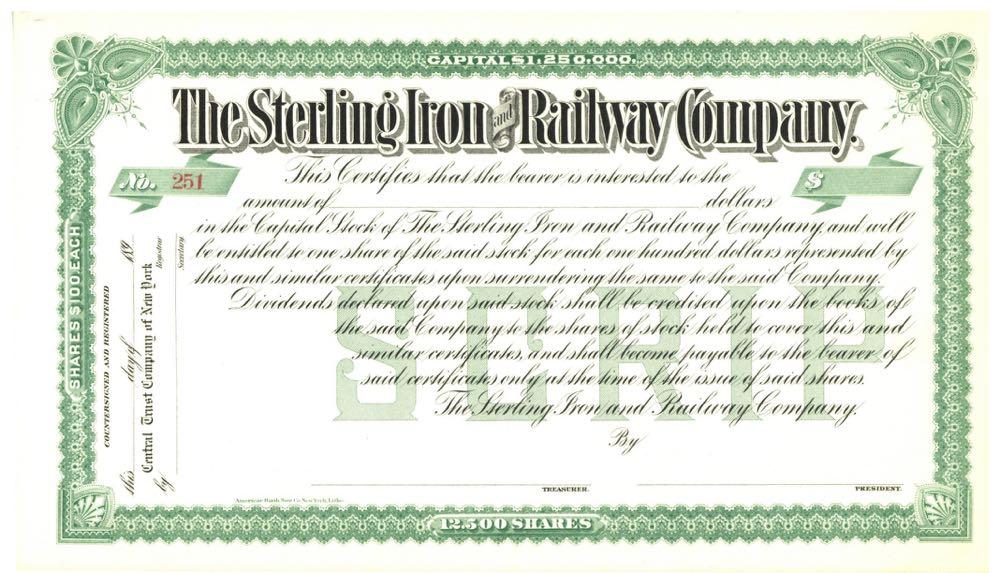 CAPITAL $1,250,000.
The Sterling Iron and Railway Company.
No. 251
$
This Certifies that the bearer is interested to the
amount of dollars
in the Capital Stock of The Sterling Iron and Railway Company and will
be entitled to one share of the said stock for each one hundred dollars represented by
this and similar certificates upon surrendering the same to the said Company.
Dividends declared upon said stock shall be credited upon the books of
the said Company to the shares of stock held to cover this and
similar certificates, and shall become payable to the bearer of
said certificates only at the time of the issue of said shares.
The Sterling Iron and Railway Company.
By
SCRIP
TREASURER.
PRESIDENT.
SHARES $100 EACH
COUNTERSIGNED AND REGISTERED
this day of 189
Central Trust Company of New York
Registrar
by
Secretary
American Bank Note Co. New York, Litho.
12,500 SHARES